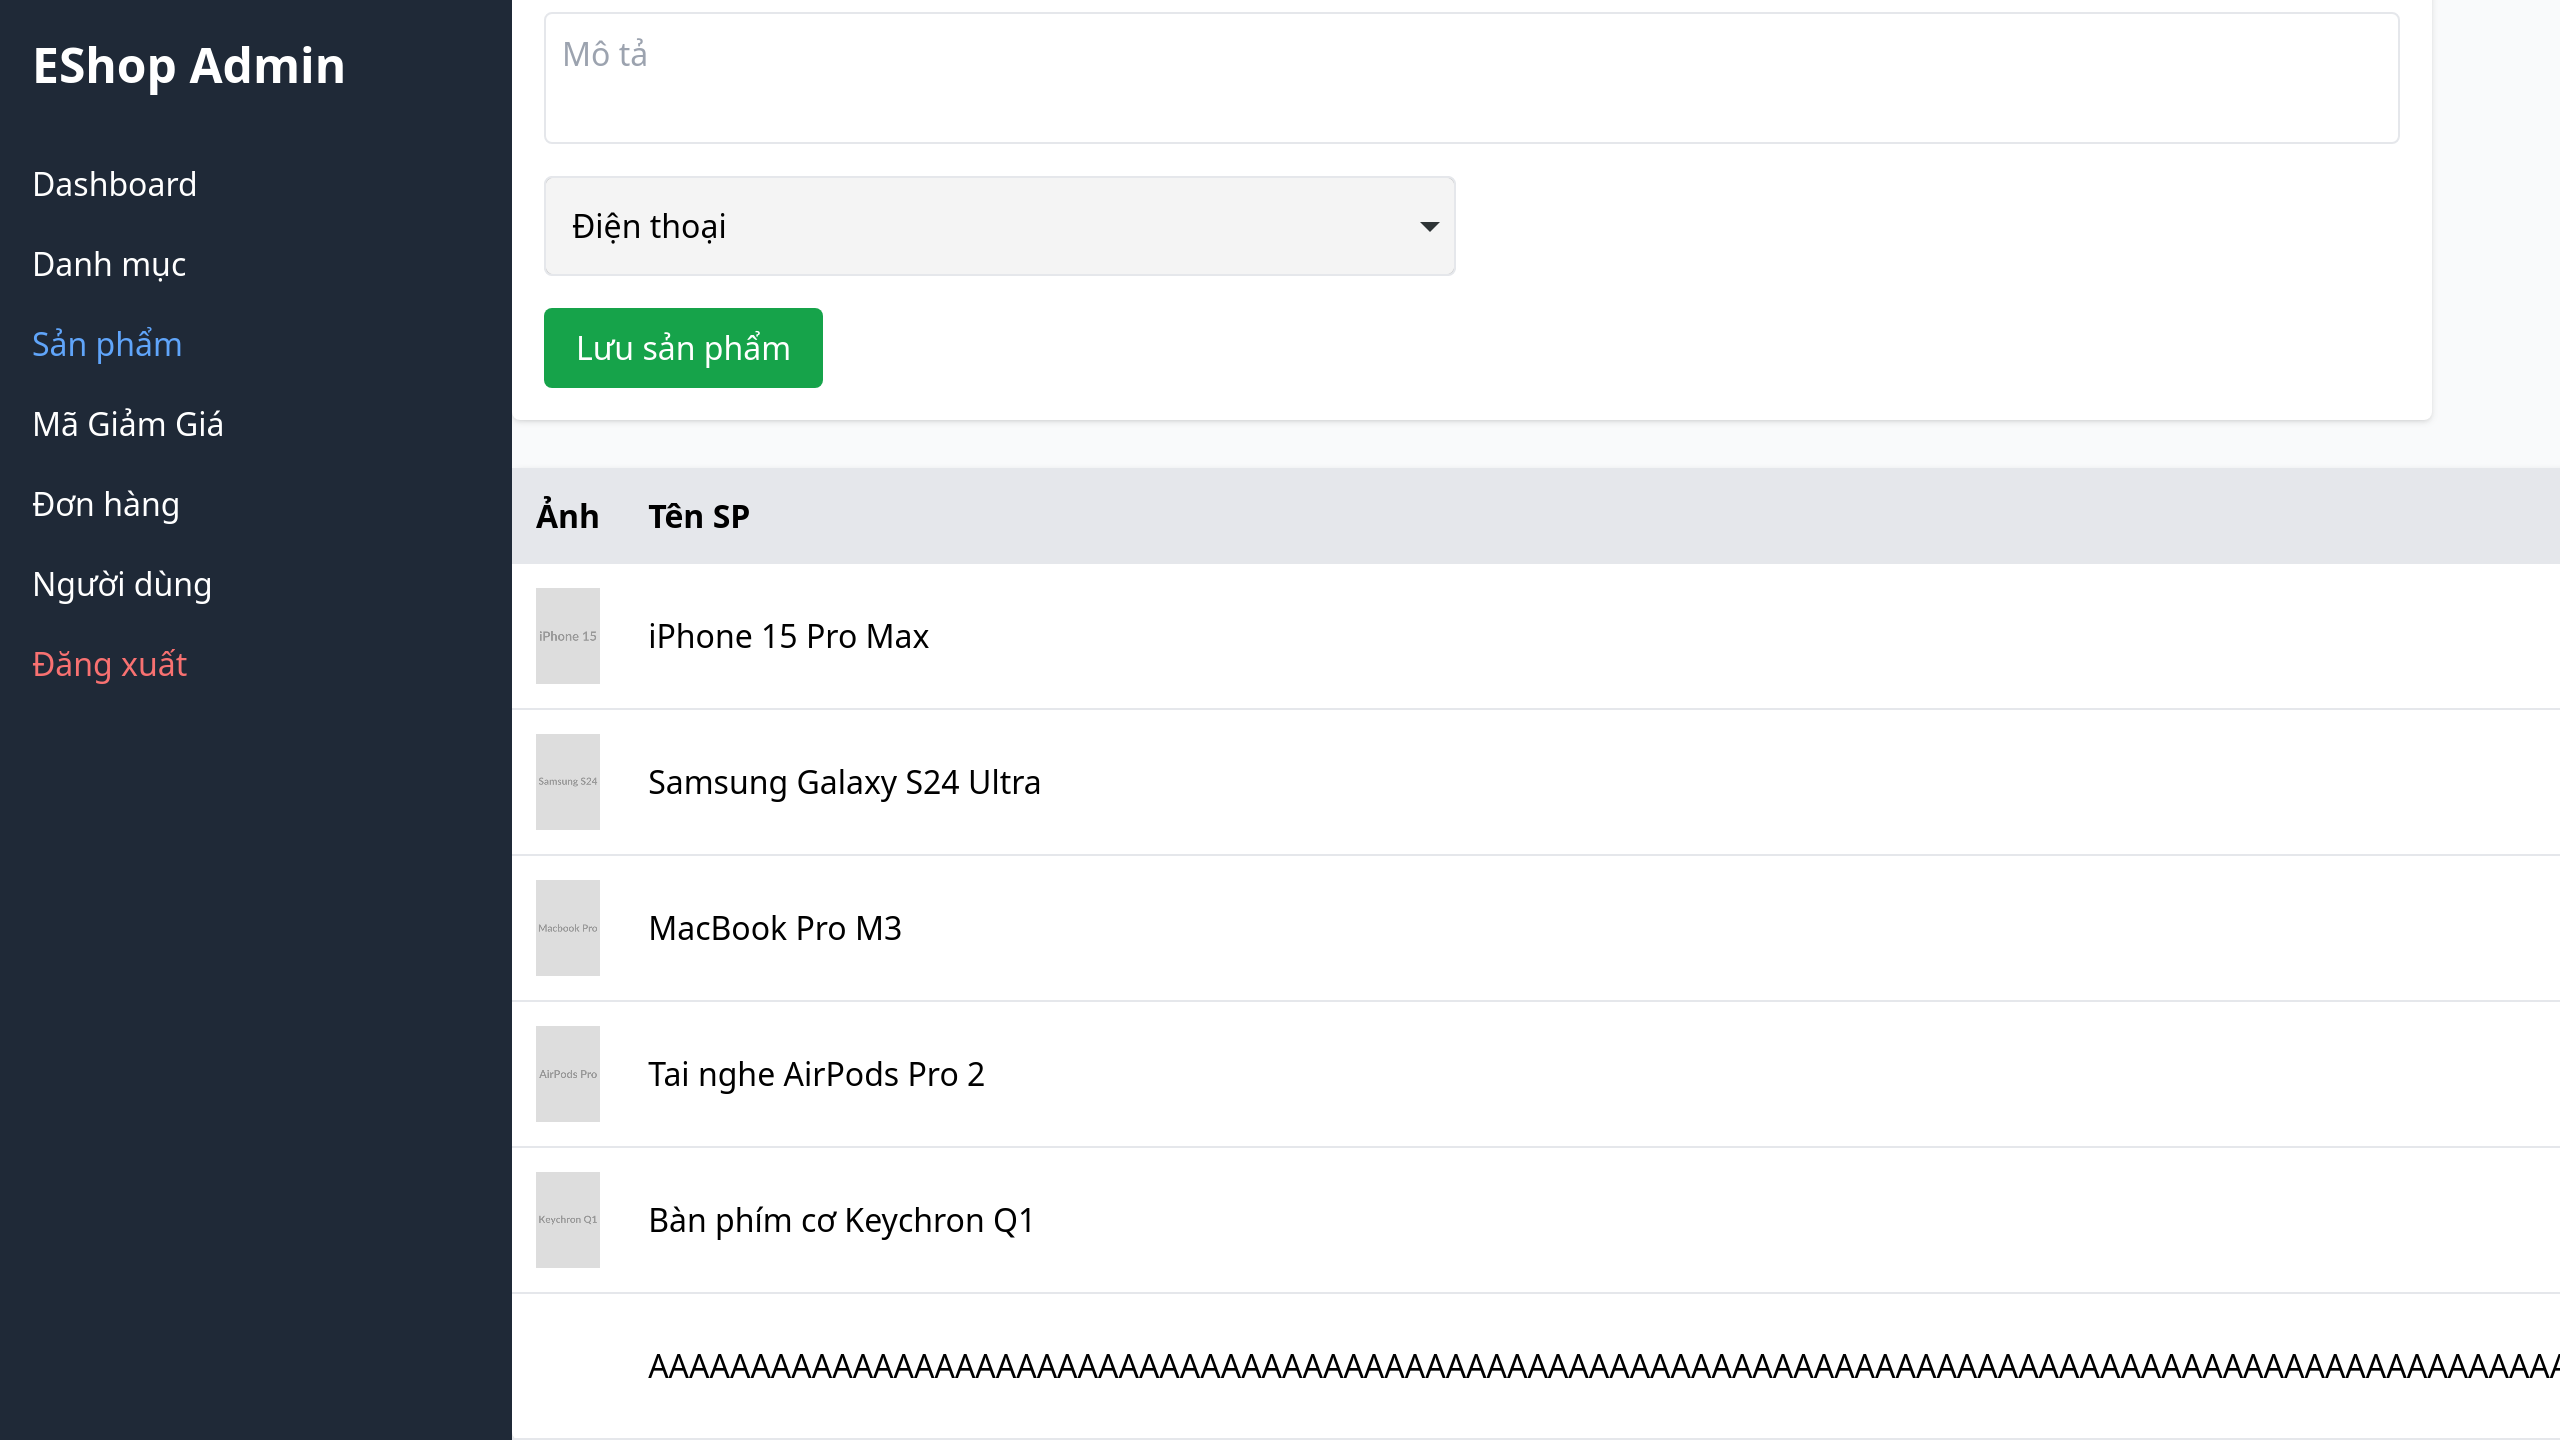 EShop Admin
Dashboard
Danh mục
Sản phẩm
Mã Giảm Giá
Đơn hàng
Người dùng
Đăng xuất
Mô tả
Điện thoại
Lưu sản phẩm
Ảnh Tên SP
iPhone 15 iPhone 15 Pro Max
Samsung S24 Samsung Galaxy S24 Ultra
Macbook Pro MacBook Pro M3
AirPods Pro Tai nghe AirPods Pro 2
Keychron Q1 Bàn phím cơ Keychron Q1